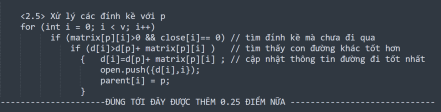 <2.5> Xử lý các đỉnh kề với p
for (int i = 0; i < v; i++)
if (matrix[p][i]>0 && close[i]== 0) // tìm đỉnh kề mà chưa đi qua
if (d[i]>d[p]+ matrix[p][i] ) // tìm thấy con đường khác tốt hơn
{ d[i]=d[p]+ matrix[p][i] ; // cập nhật thông tin đường đi tốt nhất
open.push({d[i],i});
parent[i] = p;
}
-----------------ĐÚNG TỚI ĐÂY ĐƯỢC THÊM 0.25 ĐIỂM NỮA -----------------------